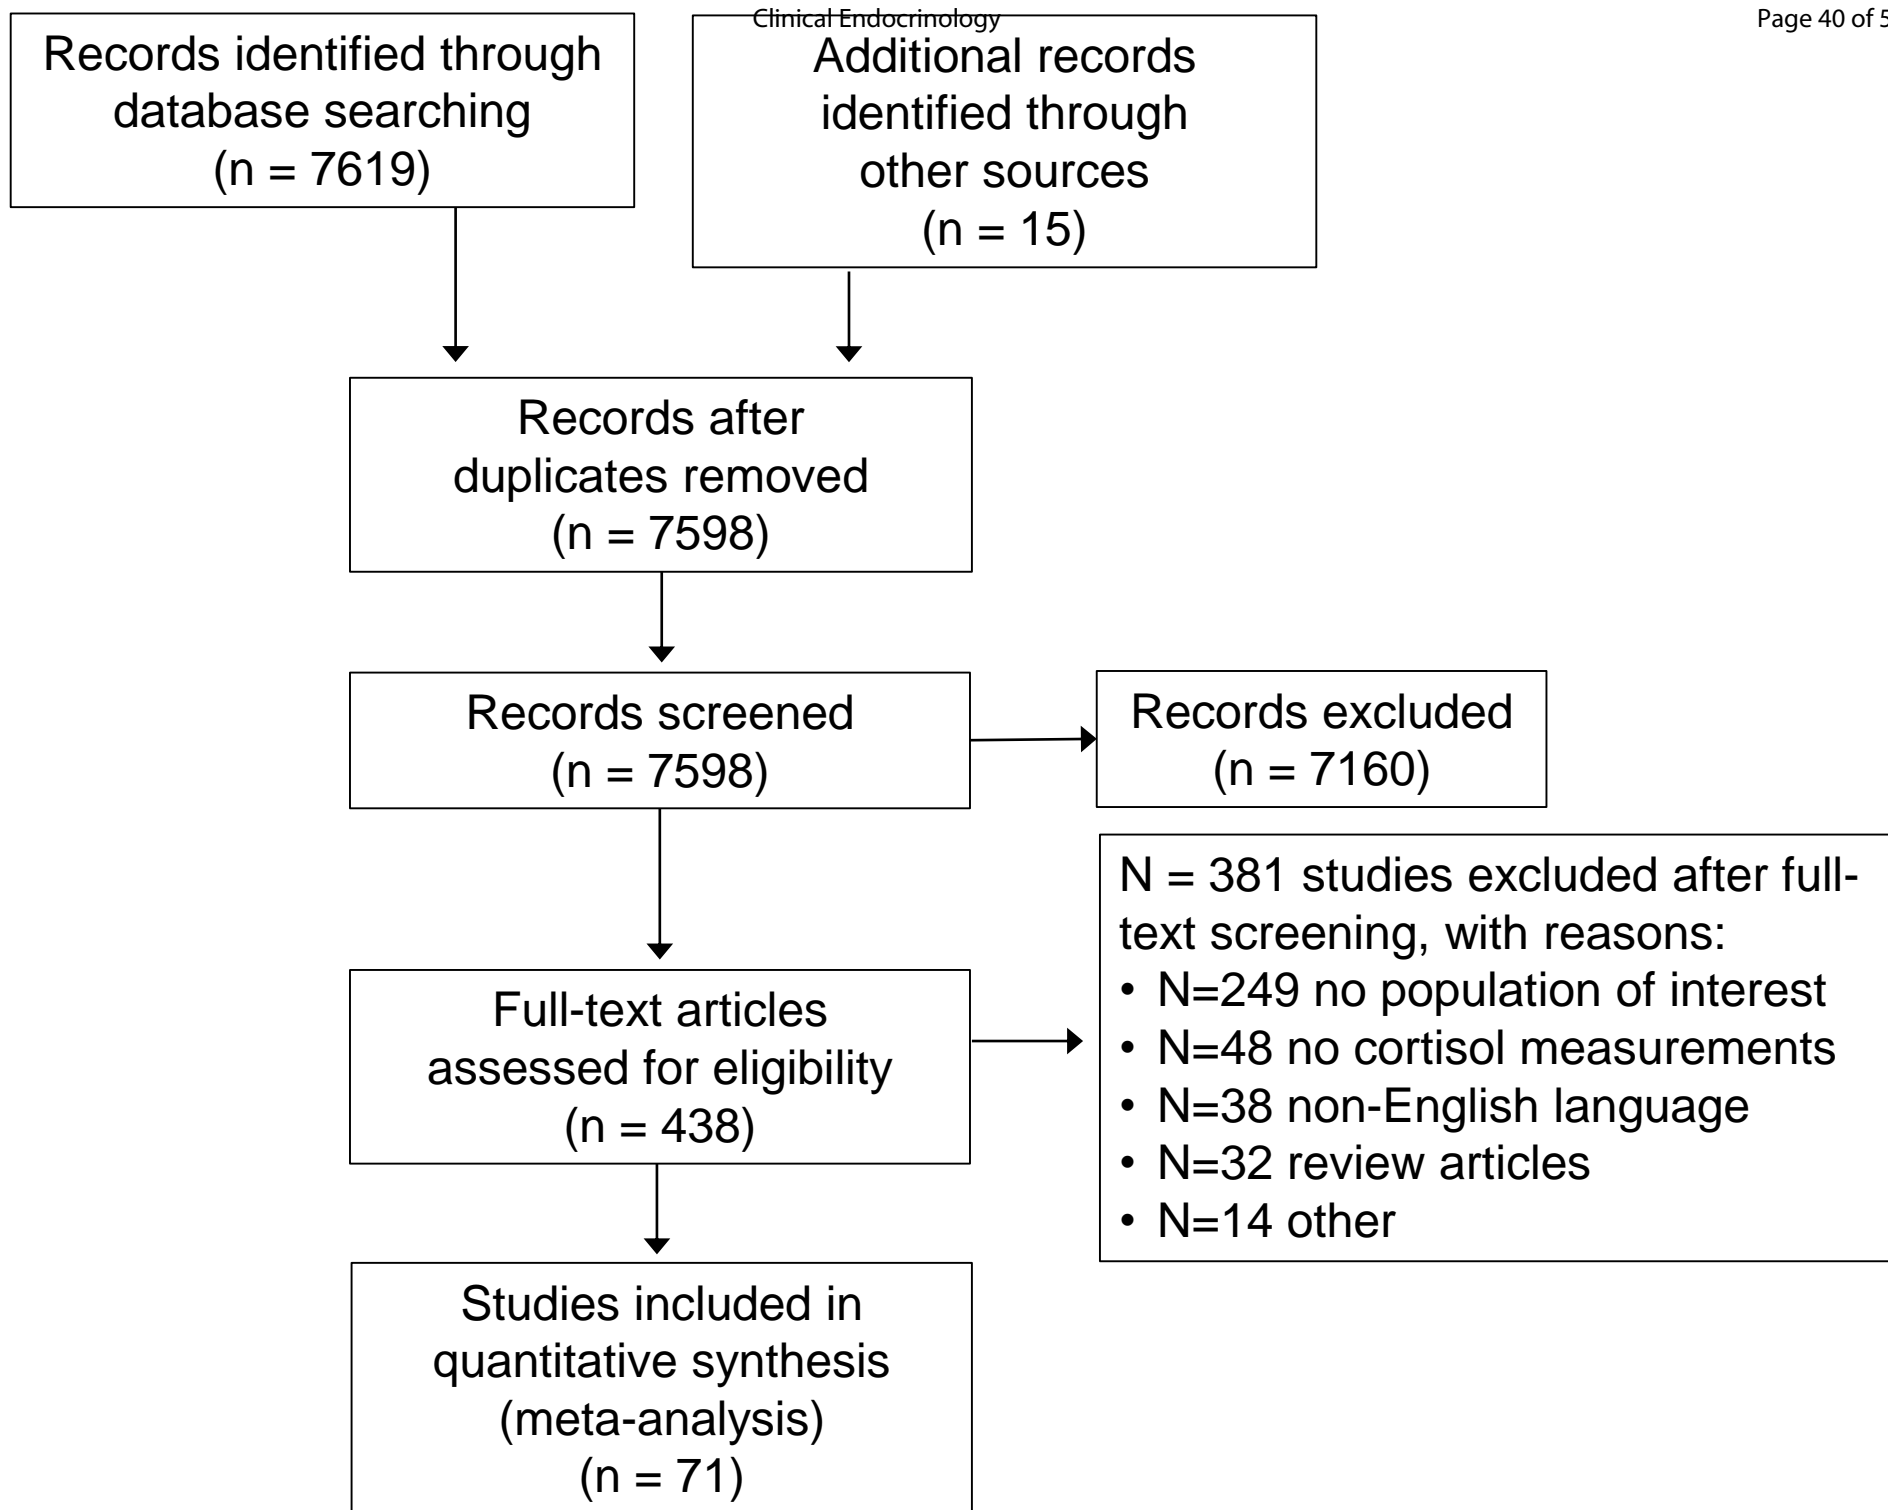 Clinical Endocrinology
Page 40 of 5
Records identified through
database searching
(n = 7619)
Additional records
identified through
other sources
(n = 15)
Records after
duplicates removed
(n = 7598)
Records screened
(n = 7598)
Records excluded
(n = 7160)
Full-text articles
assessed for eligibility
(n = 438)
N = 381 studies excluded after full-
text screening, with reasons:
• N=249 no population of interest
• N=48 no cortisol measurements
• N=38 non-English language
• N=32 review articles
• N=14 other
Studies included in
quantitative synthesis
(meta-analysis)
(n = 71)